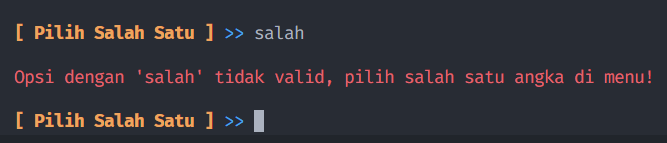 [ Pilih Salah Satu ] >> salah
Opsi dengan 'salah' tidak valid, pilih salah satu angka di menu!
[ Pilih Salah Satu ] >>